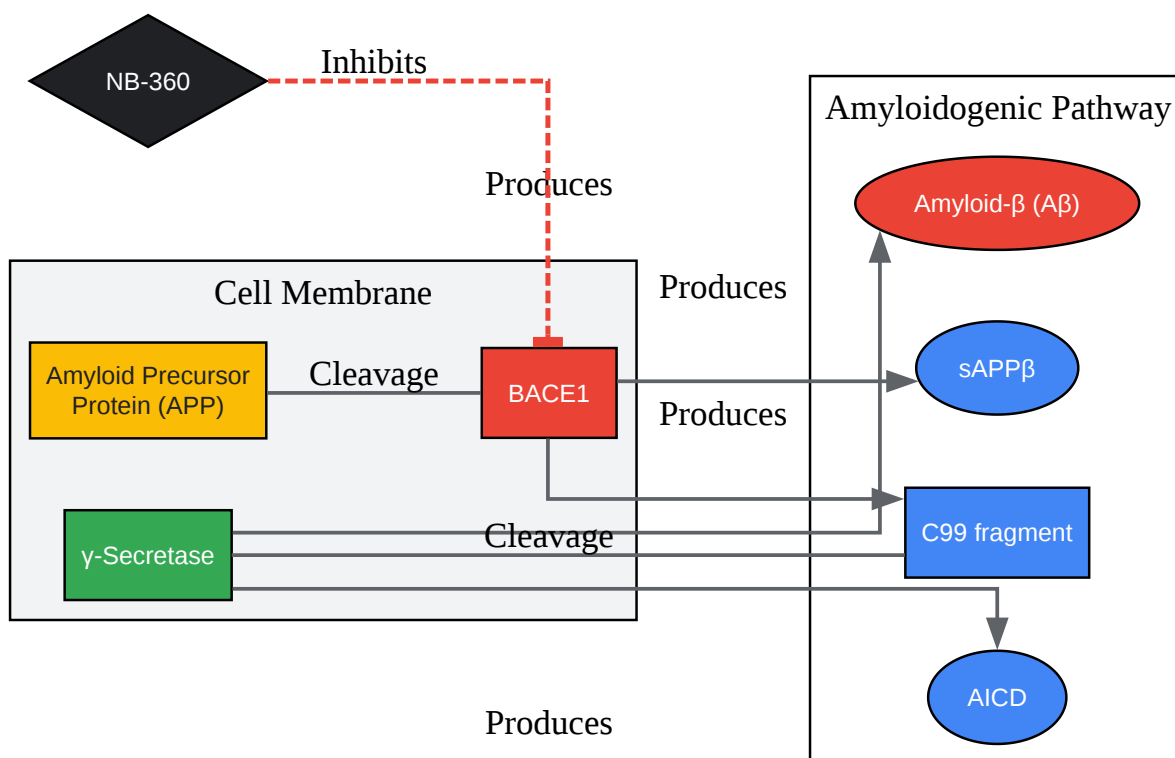 NB-360
Inhibits
Produces
Amyloidogenic Pathway
Amyloid-β (Aβ)
Cell Membrane
Produces
Amyloid Precursor
Protein (APP)
Cleavage
BACE1
sAPPβ
Produces
γ-Secretase
Cleavage
C99 fragment
AICD
Produces